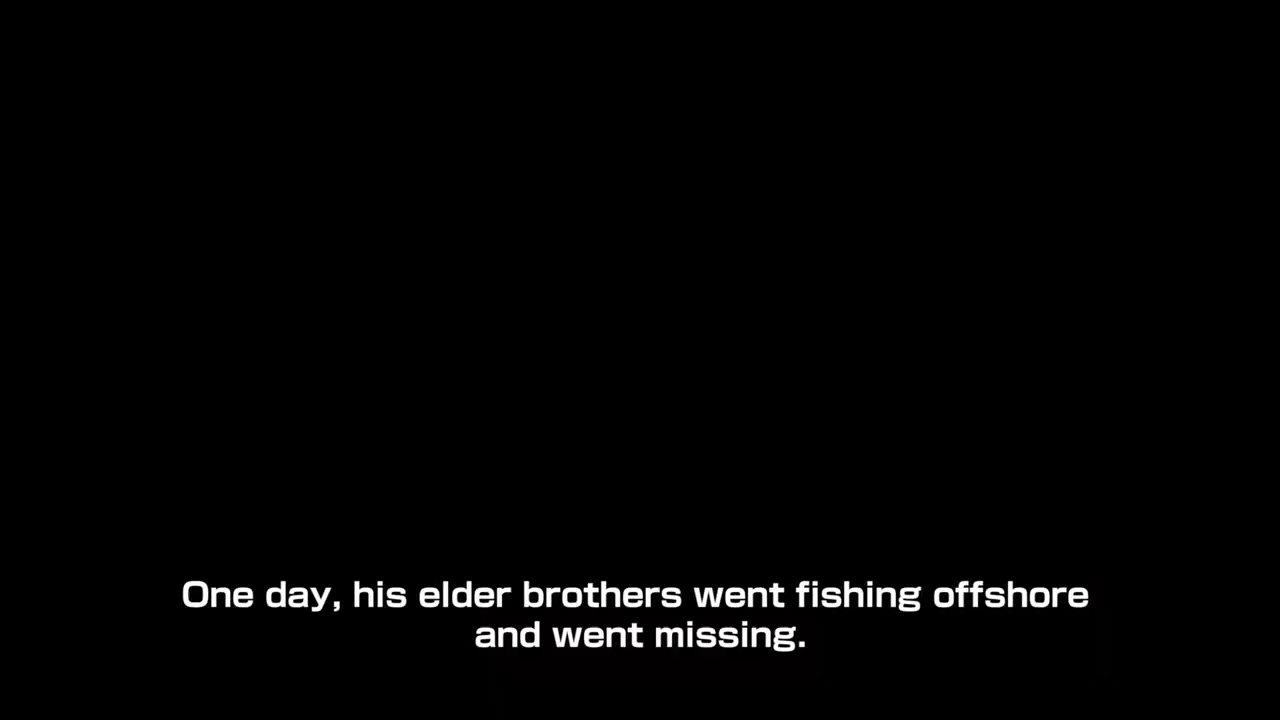 One day, his elder brothers went fishing offshore
and went missing.